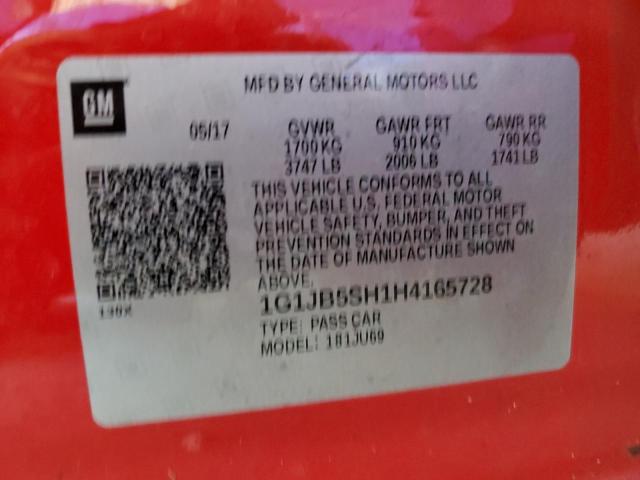 GM
MFD BY GENERAL MOTORS LLC
05/17 GVWR GAWR FRT GAWR RR
1700 KG 910 KG 790 KG
3747 LB 2006 LB 1741 LB
THIS VEHICLE CONFORMS TO ALL
APPLICABLE U.S. FEDERAL MOTOR
VEHICLE SAFETY, BUMPER, AND THEFT
PREVENTION STANDARDS IN EFFECT ON
THE DATE OF MANUFACTURE SHOWN
ABOVE.
1G1JB5SH1H4165728
TYPE: PASS CAR
MODEL: 1B1JU69